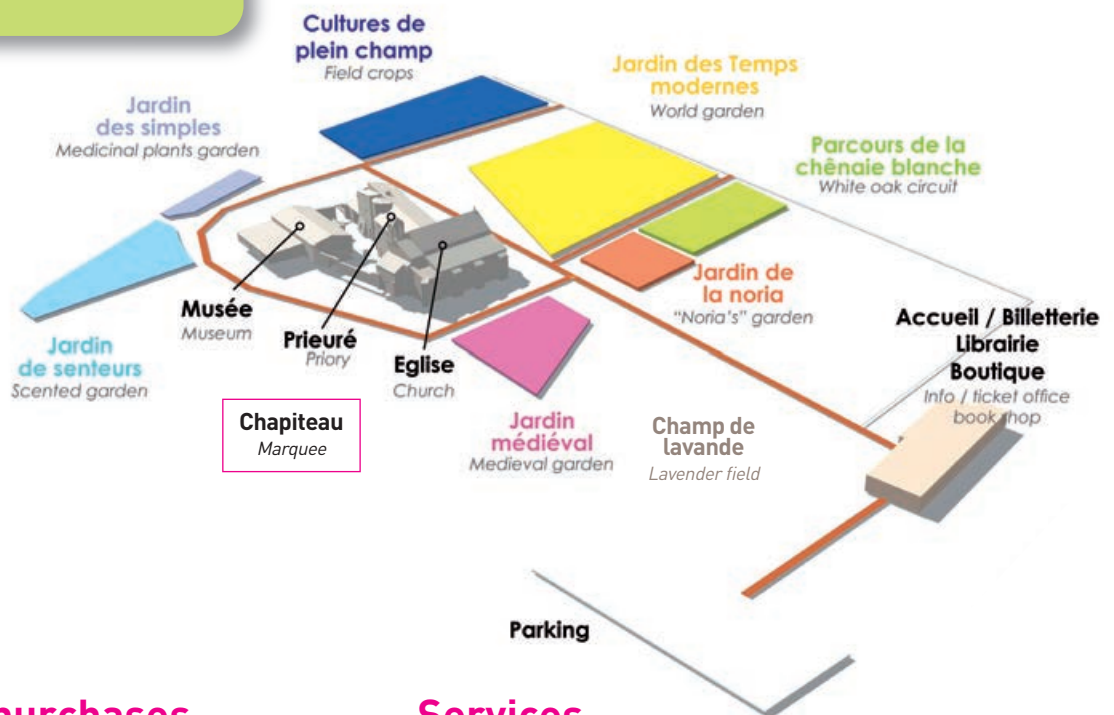 Cultures de
plein champ
Field crops
Jardin des Temps
modernes
World garden
Jardin
des simples
Medicinal plants garden
Parcours de la
chênaie blanche
White oak circuit
Jardin de
la noria
"Noria's" garden
Musée
Museum
Prieuré
Priory
Eglise
Church
Accueil / Billetterie
Librairie
Boutique
Info / ticket office
book shop
Jardin
de senteurs
Scented garden
Chapiteau
Marquee
Jardin
médiéval
Medieval garden
Champ de
lavande
Lavender field
Parking
purchases
Services